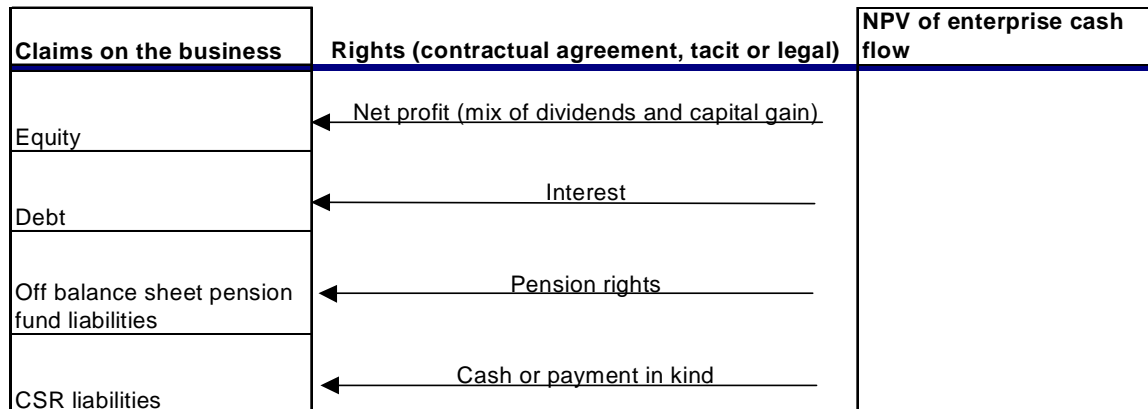 Claims on the business
Rights (contractual agreement, tacit or legal)
NPV of enterprise cash
flow
Net profit (mix of dividends and capital gain)
Equity
Interest
Debt
Pension rights
Off balance sheet pension
fund liabilities
Cash or payment in kind
CSR liabilities